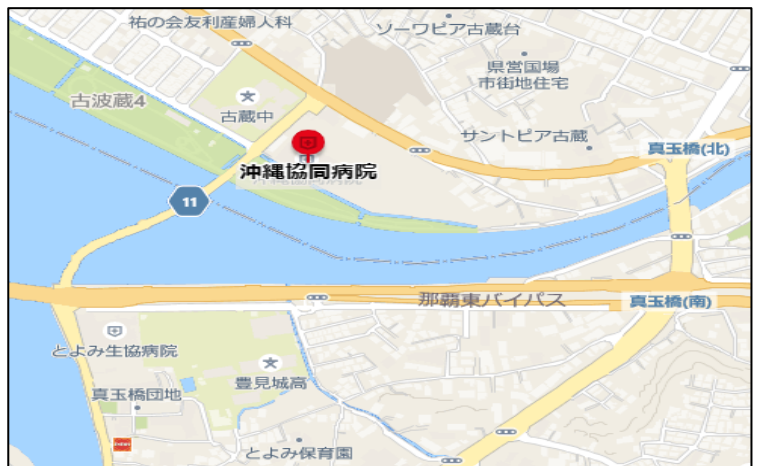 祐の会友利産婦人科
ソーワピア古蔵台
県営国場
市街地住宅
古波蔵4
古蔵中
サントピア古蔵
真玉橋(北)
沖縄協同病院
11
那覇東バイパス
真玉橋(南)
とよみ生協病院
豊見城高
真玉橋団地
とよみ保育園